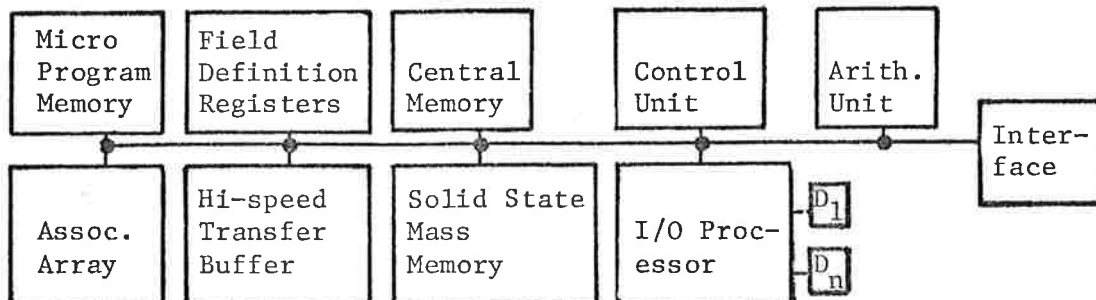 Micro
Program
Memory
Field
Definition
Registers
Central
Memory
Control
Unit
Arith.
Unit
Inter-
face
Assoc.
Array
Hi-speed
Transfer
Buffer
Solid State
Mass
Memory
I/O Proc-
essor
D1
Dn